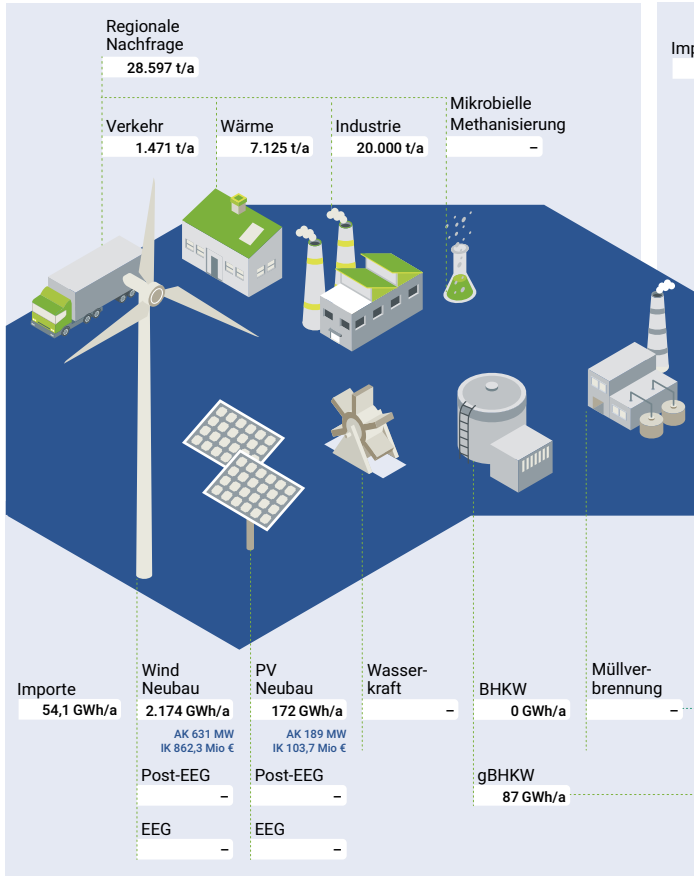 Regionale
Nachfrage
28.597 t/a
Verkehr
1.471 t/a
Wärme
7.125 t/a
Industrie
20.000 t/a
Mikrobielle
Methanisierung
–
Importe
54,1 GWh/a
Wind
Neubau
2.174 GWh/a
AK 631 MW
IK 862,3 Mio €
Post-EEG
–
EEG
–
PV
Neubau
172 GWh/a
AK 189 MW
IK 103,7 Mio €
Post-EEG
–
EEG
–
Wasser-
kraft
–
BHKW
0 GWh/a
gBHKW
87 GWh/a
Müllver-
brennung
–